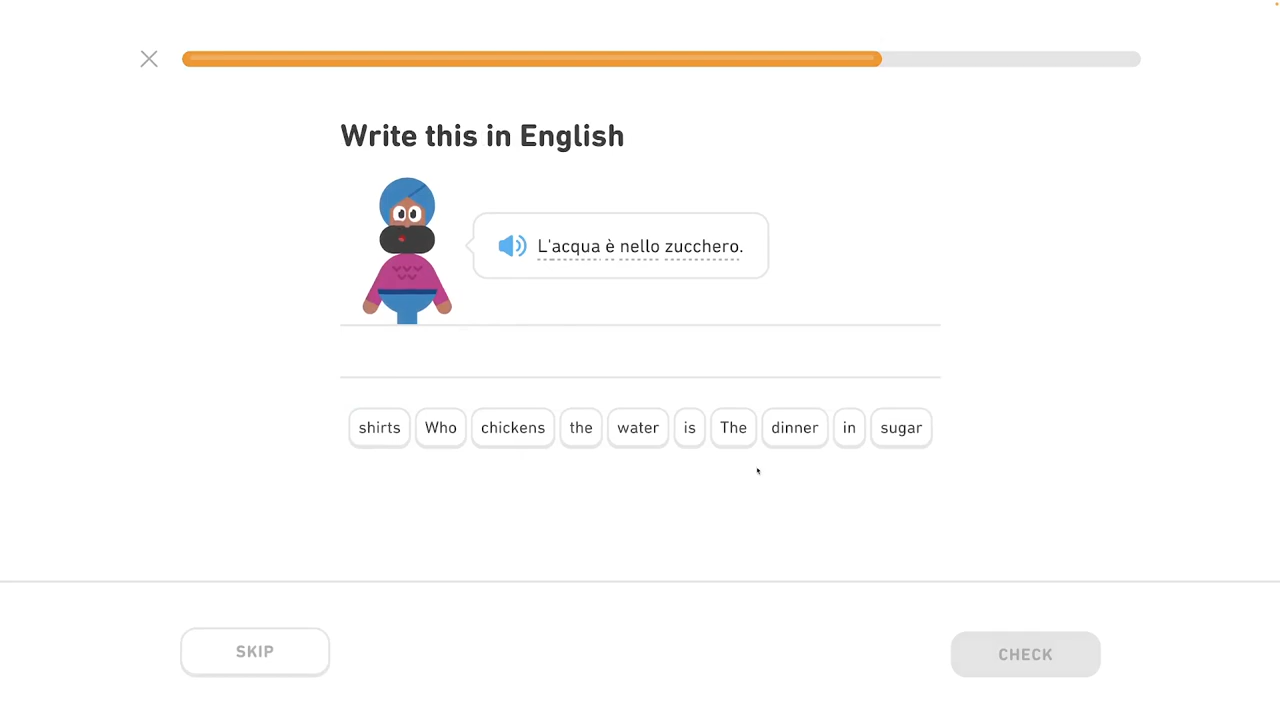 Write this in English
L'acqua è nello zucchero.
shirts Who chickens the water is The dinner in sugar
SKIP CHECK